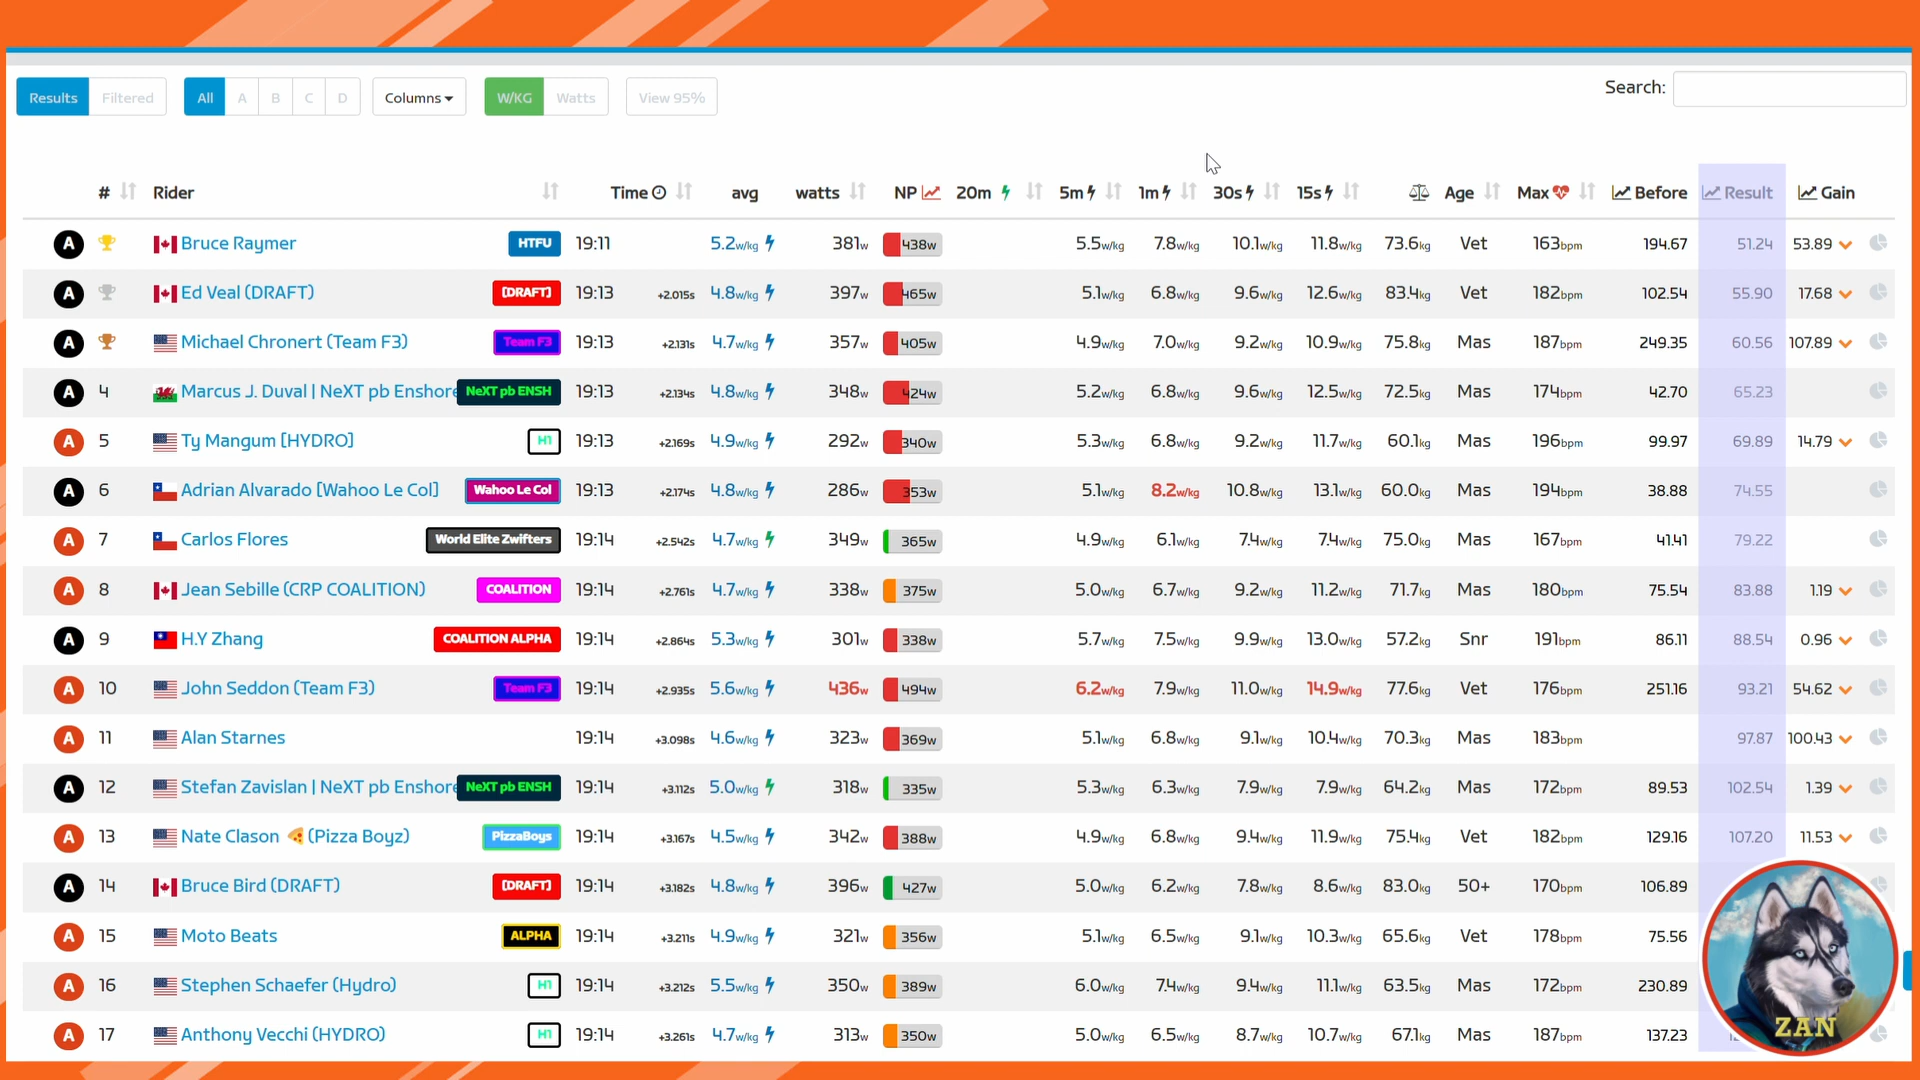 Results Filtered All A B C D Columns W/KG Watts View 95% Search:
# Rider Time avg watts NP 20m 5m 1m 30s 15s Age Max Before Result Gain
A Bruce Raymer HTFU 19:11 5.2w/kg 381w 438w 5.5w/kg 7.8w/kg 10.1w/kg 11.8w/kg 73.6kg Vet 163bpm 194.67 51.24 53.89
A Ed Veal (DRAFT) [DRAFT] 19:13 +2.015s 4.8w/kg 397w 465w 5.1w/kg 6.8w/kg 9.6w/kg 12.6w/kg 83.4kg Vet 182bpm 102.54 55.90 17.68
A Michael Chronert (Team F3) Team F3 19:13 +2.131s 4.7w/kg 357w 405w 4.9w/kg 7.0w/kg 9.2w/kg 10.9w/kg 75.8kg Mas 187bpm 249.35 60.56 107.89
A 4 Marcus J. Duval | NeXT pb Enshore NeXT pb ENSH 19:13 +2.134s 4.8w/kg 348w 424w 5.2w/kg 6.8w/kg 9.6w/kg 12.5w/kg 72.5kg Mas 174bpm 42.70 65.23
A 5 Ty Mangum [HYDRO] H1 19:13 +2.169s 4.9w/kg 292w 340w 5.3w/kg 6.8w/kg 9.2w/kg 11.7w/kg 60.1kg Mas 196bpm 99.97 69.89 14.79
A 6 Adrian Alvarado [Wahoo Le Col] Wahoo Le Col 19:13 +2.174s 4.8w/kg 286w 353w 5.1w/kg 8.2w/kg 10.8w/kg 13.1w/kg 60.0kg Mas 194bpm 38.88 74.55
A 7 Carlos Flores World Elite Zwifters 19:14 +2.542s 4.7w/kg 349w 365w 4.9w/kg 6.1w/kg 7.4w/kg 7.4w/kg 75.0kg Mas 167bpm 41.41 79.22
A 8 Jean Sebille (CRP COALITION) COALITION 19:14 +2.761s 4.7w/kg 338w 375w 5.0w/kg 6.7w/kg 9.2w/kg 11.2w/kg 71.7kg Mas 180bpm 75.54 83.88 1.19
A 9 H.Y Zhang COALITION ALPHA 19:14 +2.864s 5.3w/kg 301w 338w 5.7w/kg 7.5w/kg 9.9w/kg 13.0w/kg 57.2kg Snr 191bpm 86.11 88.54 0.96
A 10 John Seddon (Team F3) Team F3 19:14 +2.935s 5.6w/kg 436w 494w 6.2w/kg 7.9w/kg 11.0w/kg 14.9w/kg 77.6kg Vet 176bpm 251.16 93.21 54.62
A 11 Alan Starnes 19:14 +3.098s 4.6w/kg 323w 369w 5.1w/kg 6.8w/kg 9.1w/kg 10.4w/kg 70.3kg Mas 183bpm 97.87 100.43
A 12 Stefan Zavislan | NeXT pb Enshore NeXT pb ENSH 19:14 +3.112s 5.0w/kg 318w 335w 5.3w/kg 6.3w/kg 7.9w/kg 7.9w/kg 64.2kg Mas 172bpm 89.53 102.54 1.39
A 13 Nate Clason 🍕 (Pizza Boyz) PizzaBoys 19:14 +3.167s 4.5w/kg 342w 388w 4.9w/kg 6.8w/kg 9.4w/kg 11.9w/kg 75.4kg Vet 182bpm 129.16 107.20 11.53
A 14 Bruce Bird (DRAFT) [DRAFT] 19:14 +3.182s 4.8w/kg 396w 427w 5.0w/kg 6.2w/kg 7.8w/kg 8.6w/kg 83.0kg 50+ 170bpm 106.89
A 15 Moto Beats ALPHA 19:14 +3.211s 4.9w/kg 321w 356w 5.1w/kg 6.5w/kg 9.1w/kg 10.3w/kg 65.6kg Vet 178bpm 75.56
A 16 Stephen Schaefer (Hydro) H1 19:14 +3.212s 5.5w/kg 350w 389w 6.0w/kg 7.4w/kg 9.4w/kg 11.1w/kg 63.5kg Mas 172bpm 230.89
A 17 Anthony Vecchi (HYDRO) H1 19:14 +3.261s 4.7w/kg 313w 350w 5.0w/kg 6.5w/kg 8.7w/kg 10.7w/kg 67.1kg Mas 187bpm 137.23
ZAN